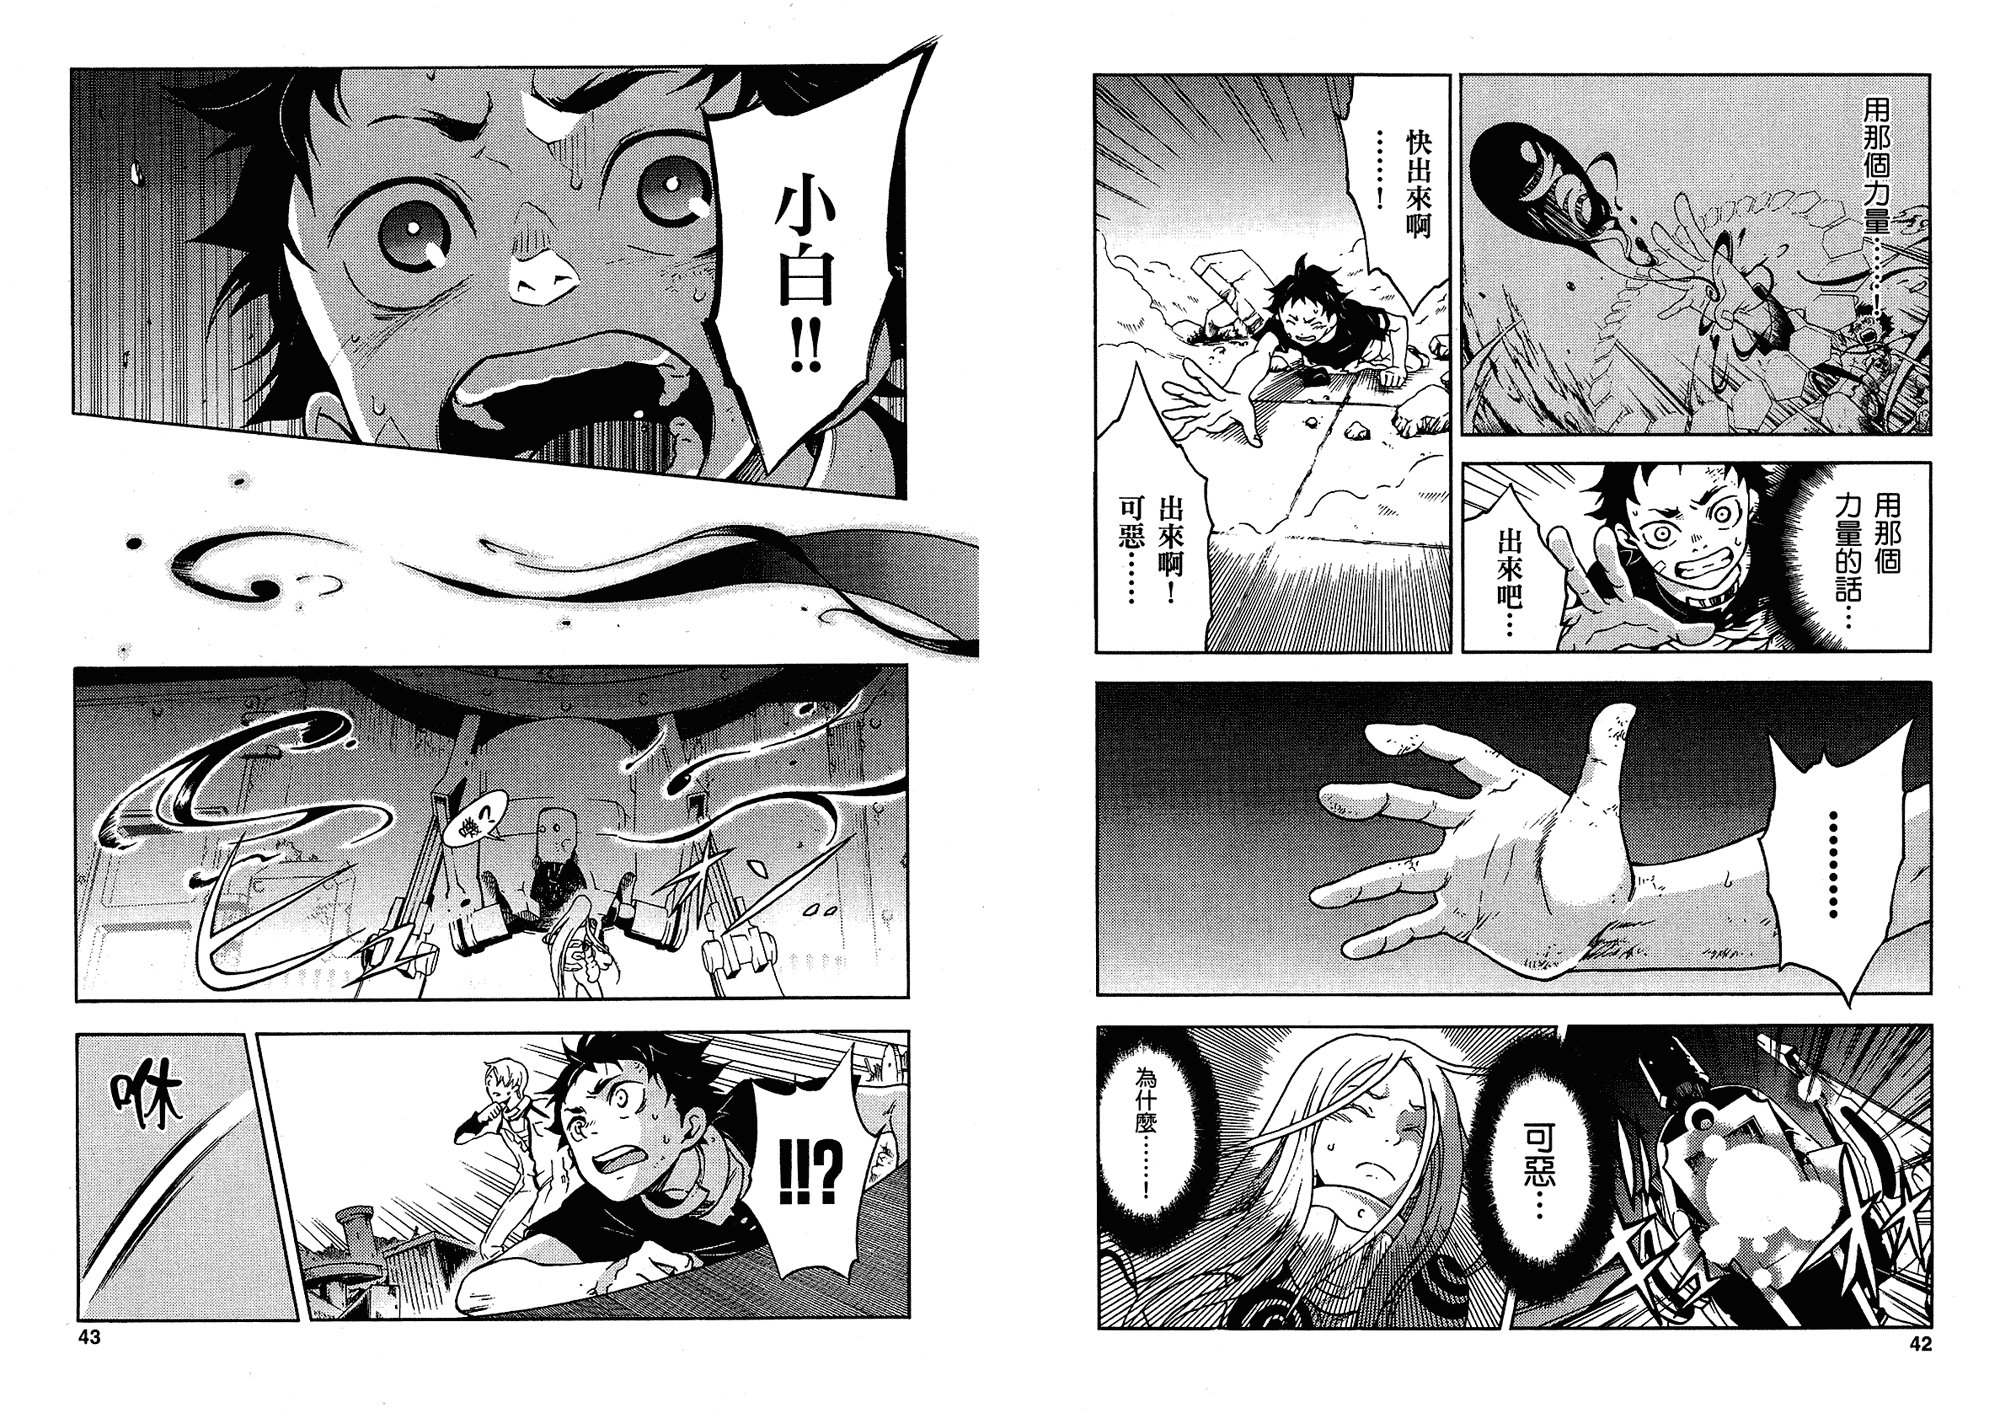 用那個力量……！
用那個
力量的話…
出來吧…
快出來啊
……！
出來啊！
可惡……
………
可惡…
為什麼……！
42
小白!!
嘰？
!!!?
咻
43